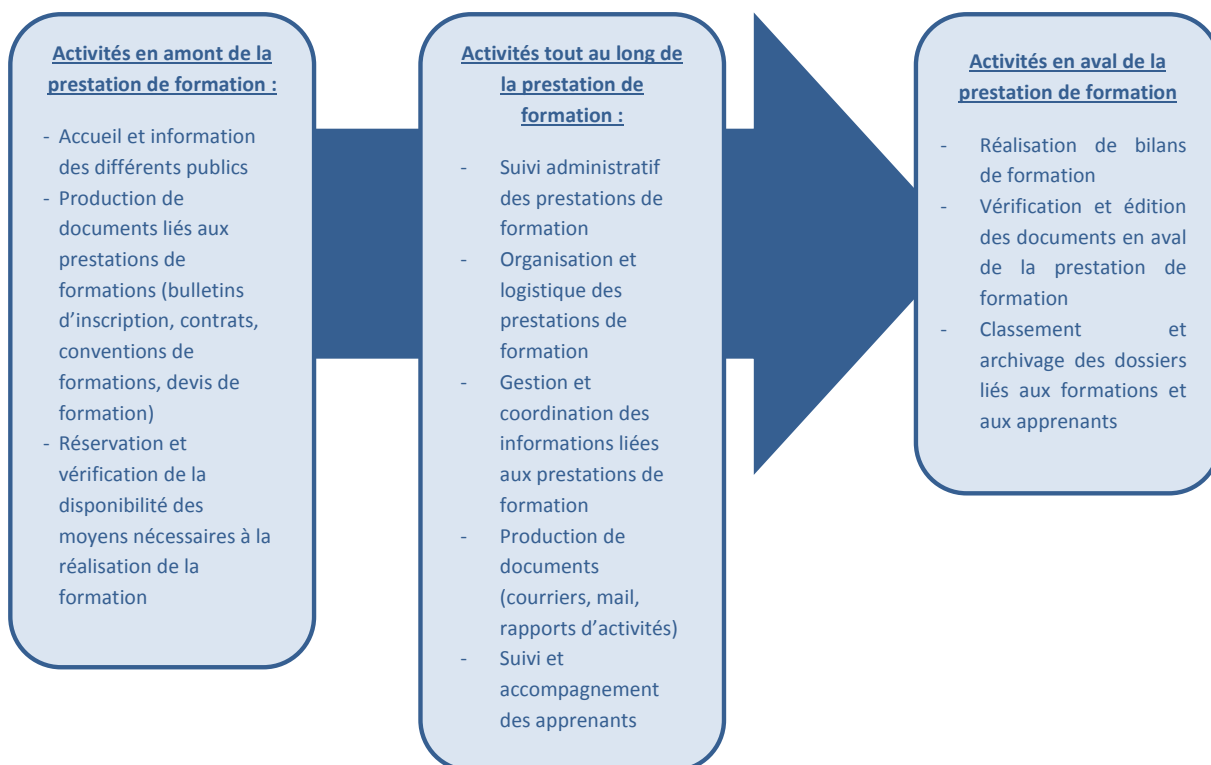 Activités en amont de la
prestation de formation :
- Accueil et information
des différents publics
- Production de
documents liés aux
prestations de
formations (bulletins
d'inscription, contrats,
conventions de
formations, devis de
formation)
- Réservation et
vérification de la
disponibilité des
moyens nécessaires à la
réalisation de la
formation
Activités tout au long de
la prestation de
formation :
- Suivi administratif
des prestations de
formation
- Organisation et
logistique des
prestations de
formation
- Gestion et
coordination des
informations liées
aux prestations de
formation
- Production de
documents
(courriers, mail,
rapports d'activités)
- Suivi et
accompagnement
des apprenants
Activités en aval de la
prestation de formation
- Réalisation de bilans
de formation
- Vérification et édition
des documents en aval
de la prestation de
formation
- Classement et
archivage des dossiers
liés aux formations et
aux apprenants